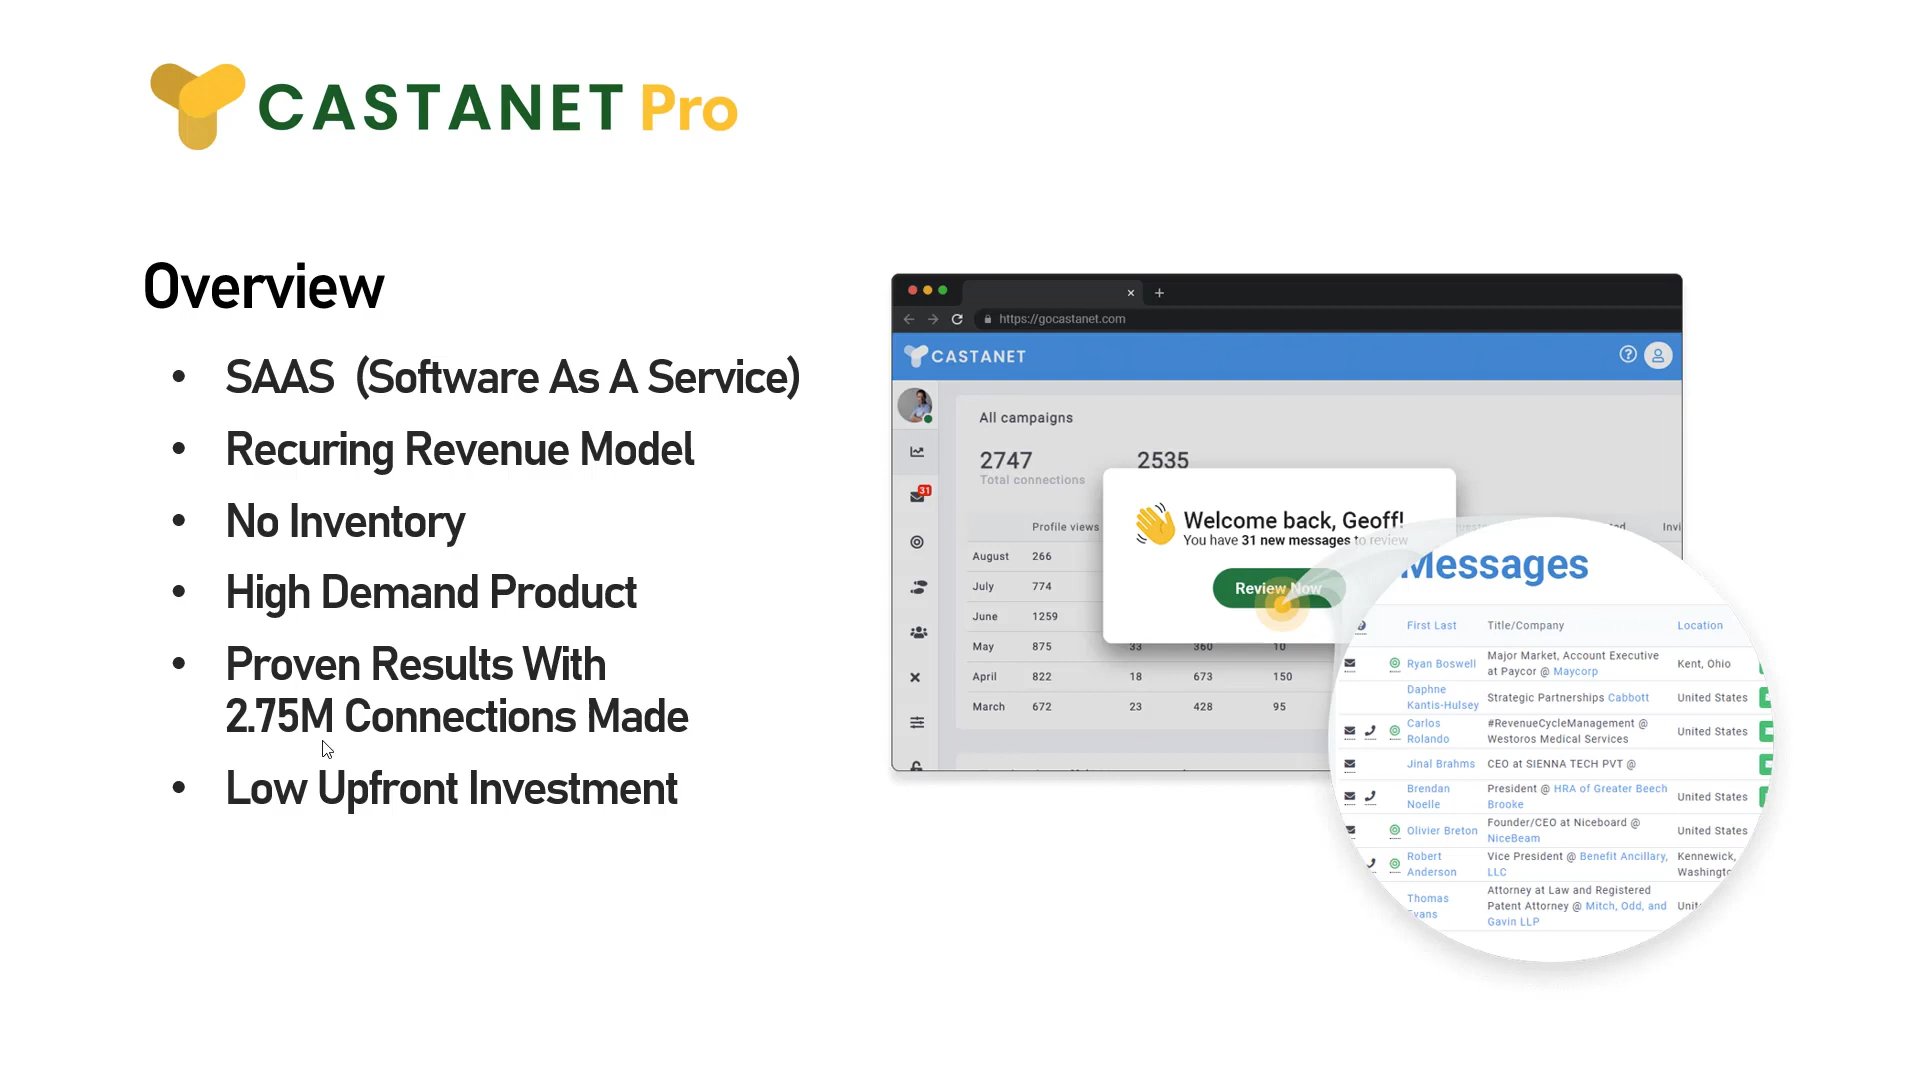 CASTANET Pro
Overview
• SAAS (Software As A Service)
• Recuring Revenue Model
• No Inventory
• High Demand Product
• Proven Results With
2.75M Connections Made
• Low Upfront Investment
https://gocastanet.com
CASTANET
All campaigns
2747 2535
Total connections
31
Welcome back, Geoff!
You have 31 new messages to review
Review Now
Profile views
August 266
July 774
June 1259
May 875 33 360 10
April 822 18 673 150
March 672 23 428 95
Messages
First Last Title/Company Location
Ryan Boswell Major Market, Account Executive at Paycor @ Maycorp Kent, Ohio
Daphne Kantis-Hulsey Strategic Partnerships Cabbott United States
Carlos Rolando #RevenueCycleManagement @ Westoros Medical Services United States
Jinal Brahms CEO at SIENNA TECH PVT @
Brendan Noelle President @ HRA of Greater Beech Brooke United States
Olivier Breton Founder/CEO at Niceboard @ NiceBeam United States
Robert Anderson Vice President @ Benefit Ancillary, LLC Kennewick,
Thomas Attorney at Law and Registered Patent Attorney @ Mitch, Odd, and Gavin LLP